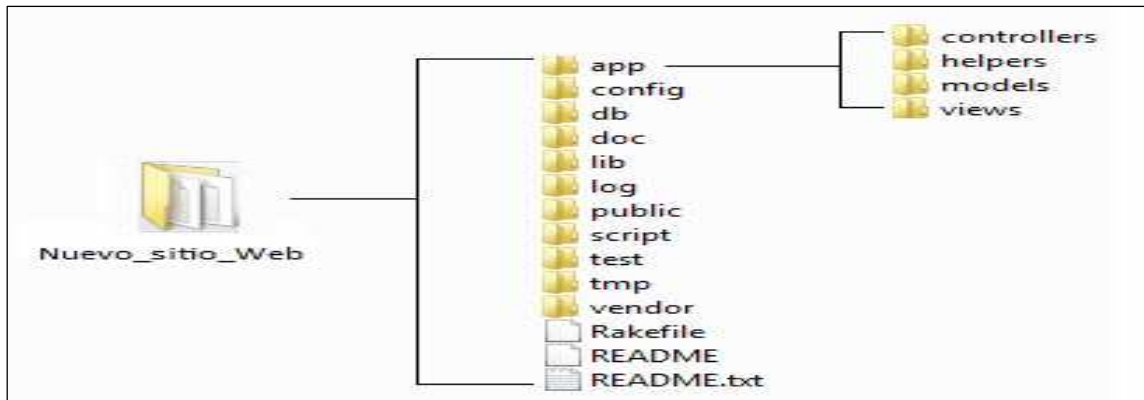 Nuevo_sitio_Web
app
config
db
doc
lib
log
public
script
test
tmp
vendor
Rakefile
README
README.txt
controllers
helpers
models
views